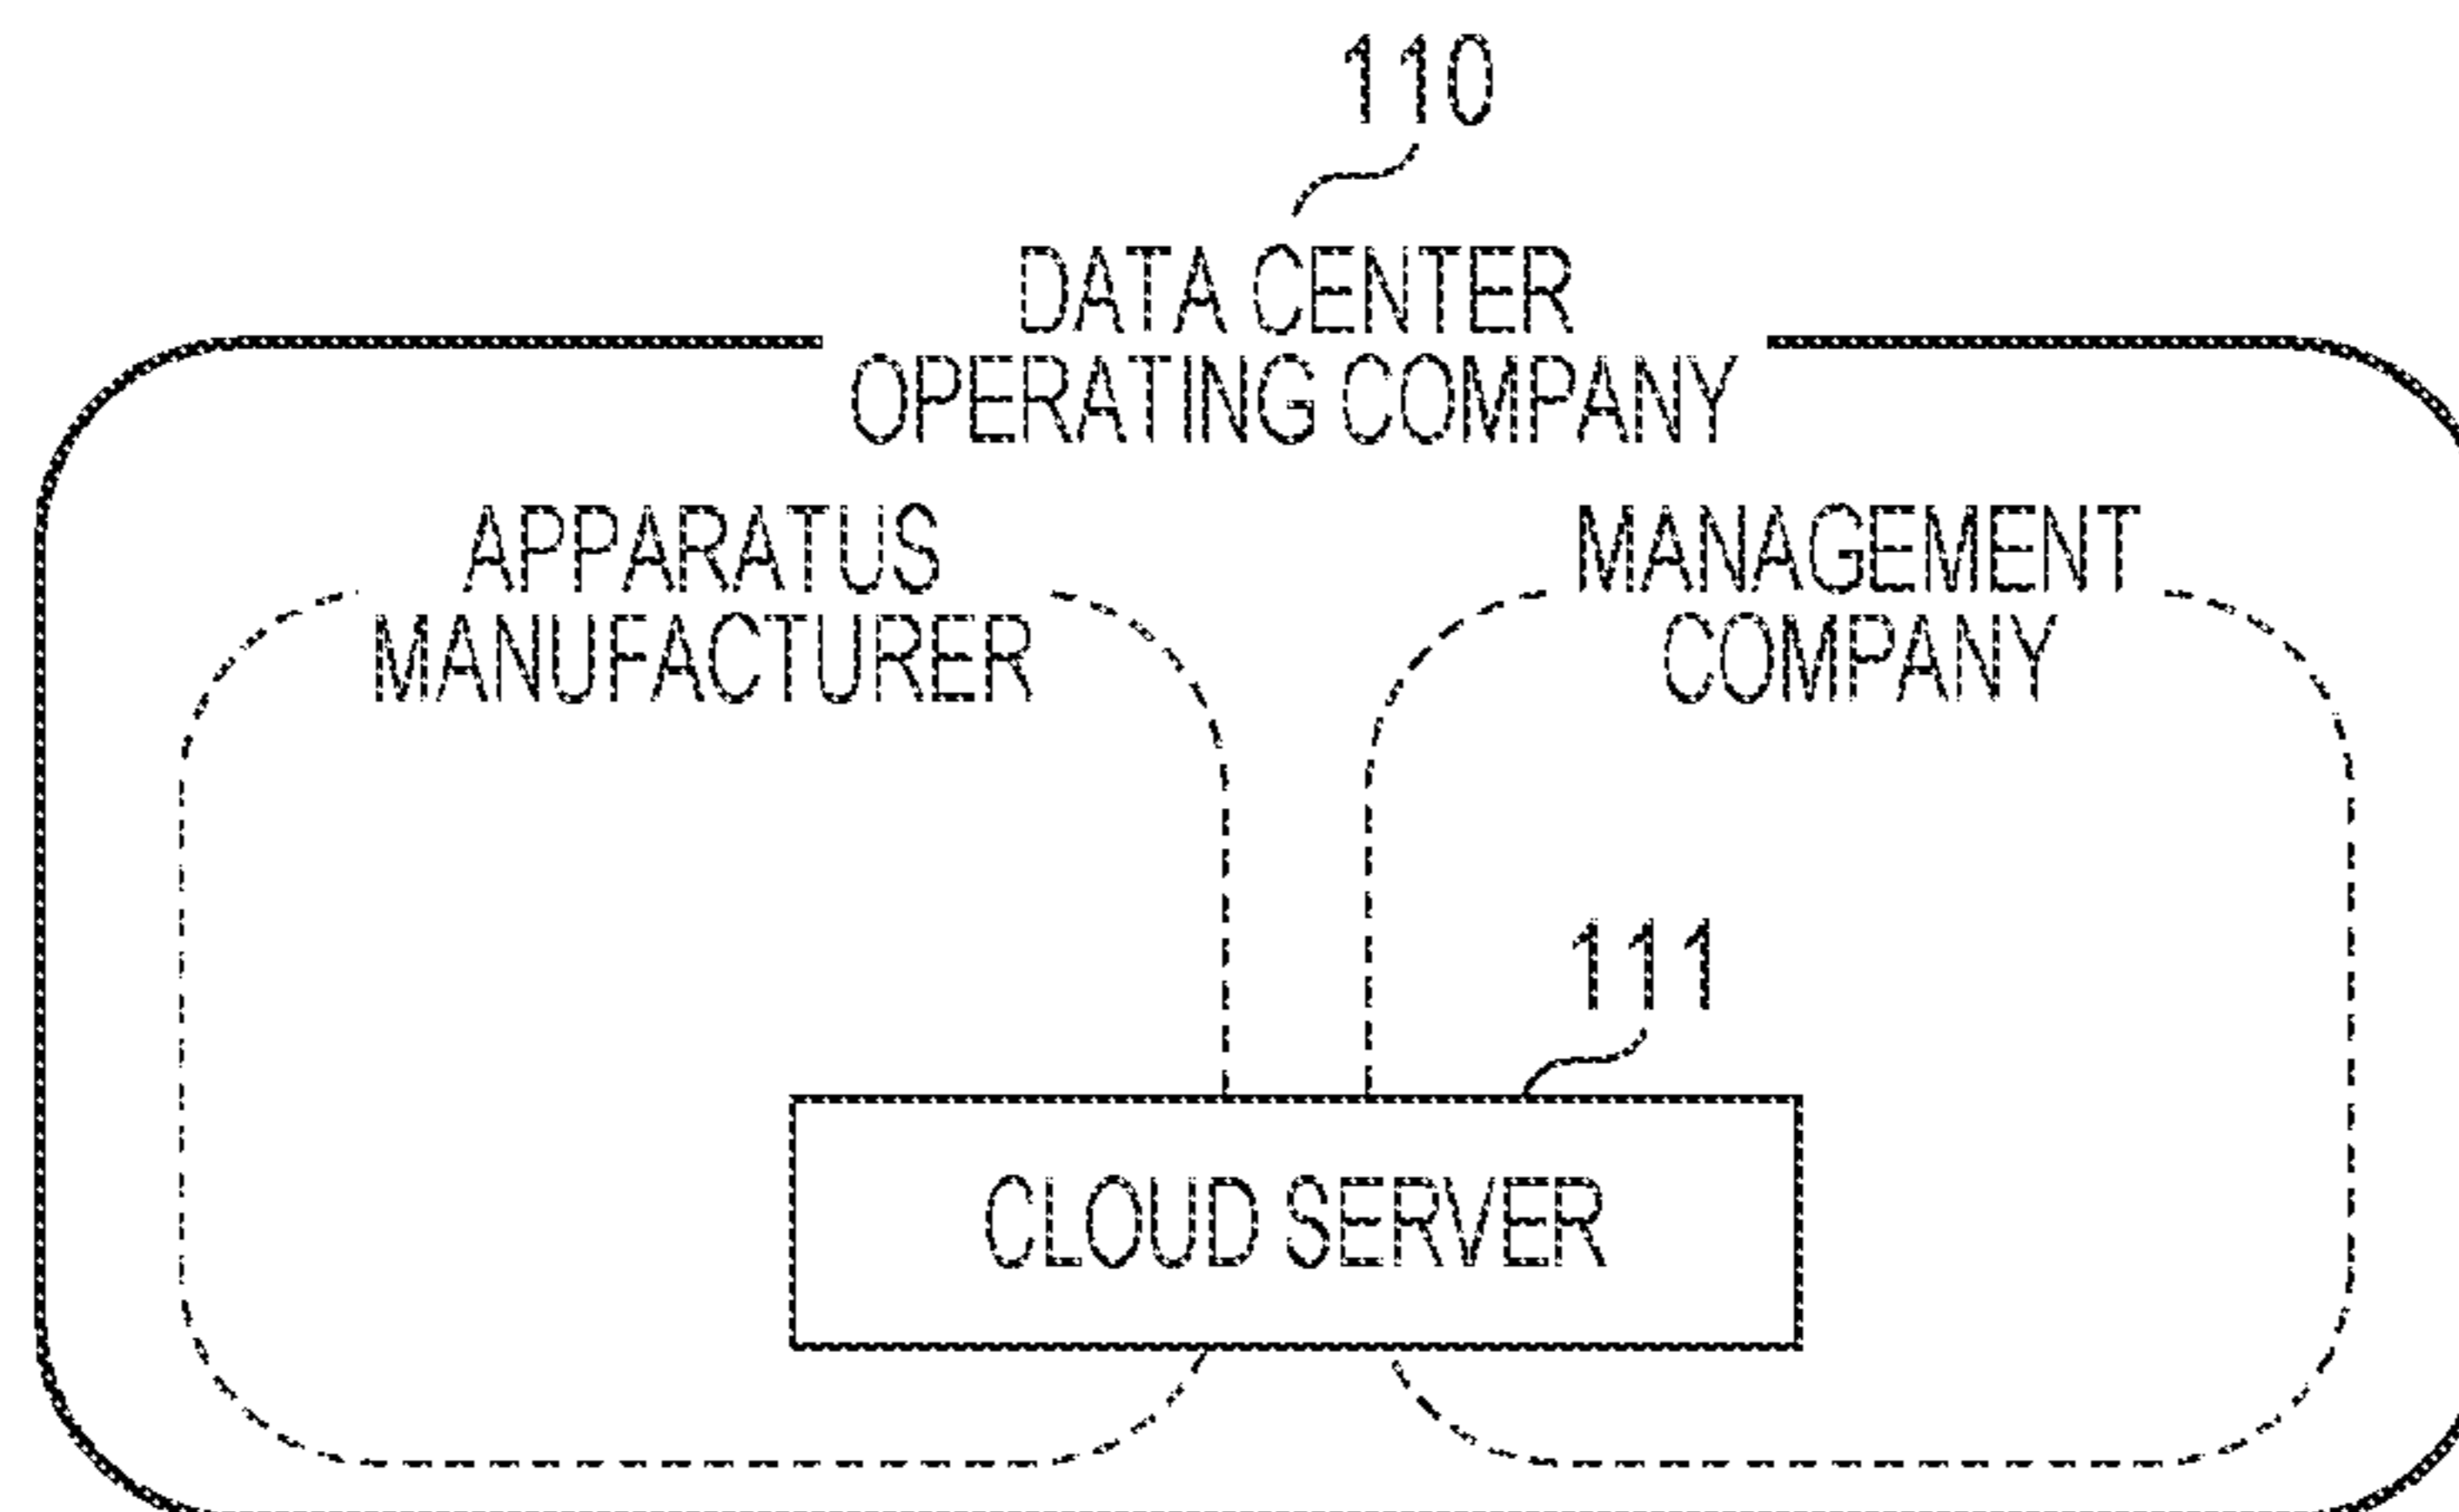 110
DATA CENTER
OPERATING COMPANY
APPARATUS
MANUFACTURER
MANAGEMENT
COMPANY
111
CLOUD SERVER